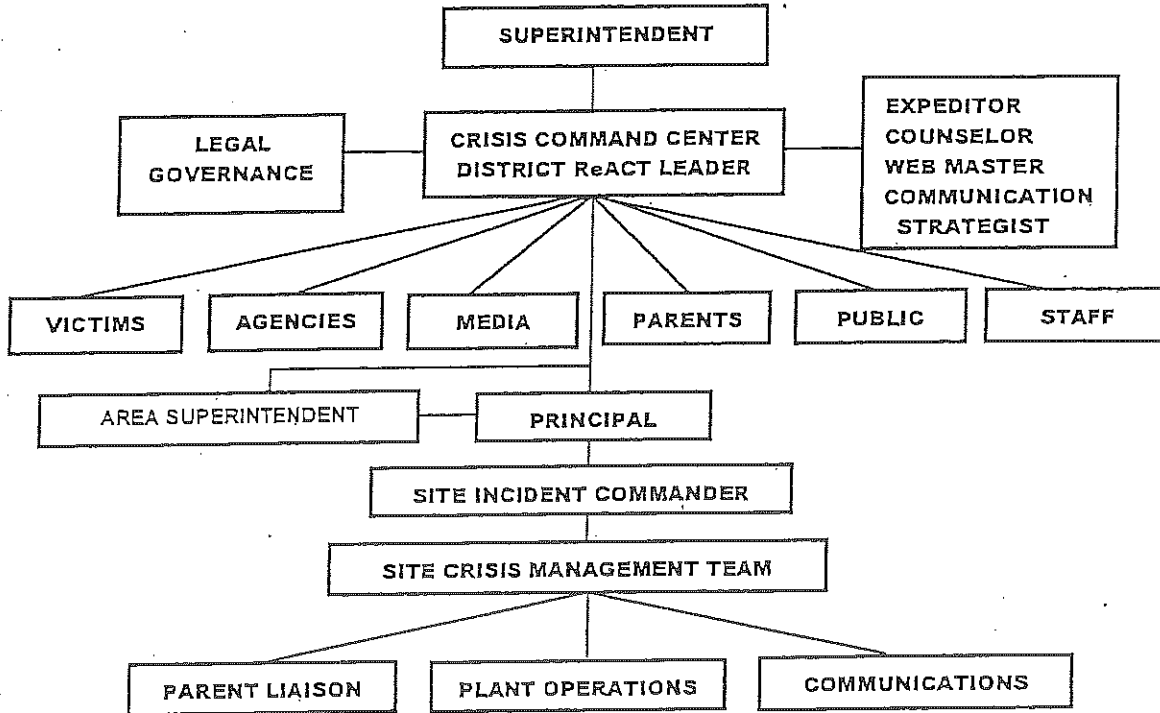 SUPERINTENDENT
LEGAL
GOVERNANCE
CRISIS COMMAND CENTER
DISTRICT ReACT LEADER
EXPEDITOR
COUNSELOR
WEB MASTER
COMMUNICATION
STRATEGIST
VICTIMS
AGENCIES
MEDIA
PARENTS
PUBLIC
STAFF
AREA SUPERINTENDENT
PRINCIPAL
SITE INCIDENT COMMANDER
SITE CRISIS MANAGEMENT TEAM
PARENT LIAISON
PLANT OPERATIONS
COMMUNICATIONS